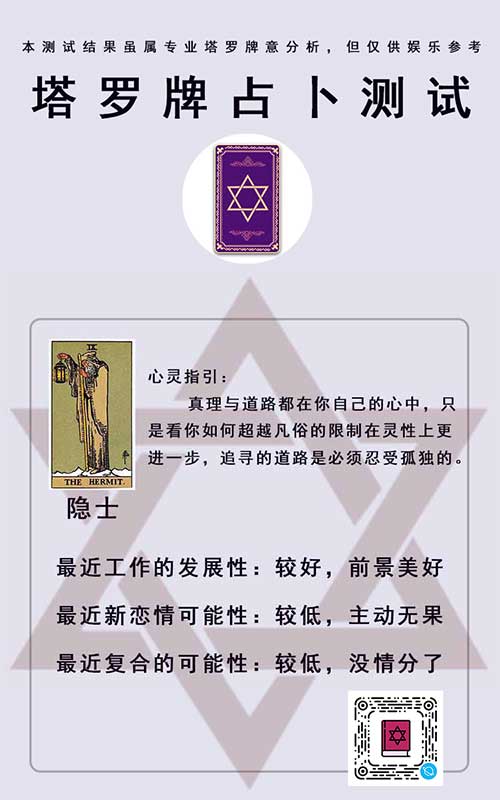 本测试结果虽属专业塔罗牌意分析，但仅供娱乐参考
塔罗牌占卜测试
IX
心灵指引：
真理与道路都在你自己的心中，只
是看你如何超越凡俗的限制在灵性上更
进一步，追寻的道路是必须忍受孤独的。
THE HERMIT.
隐士
最近工作的发展性：较好，前景美好
最近新恋情可能性：较低，主动无果
最近复合的可能性：较低，没情分了